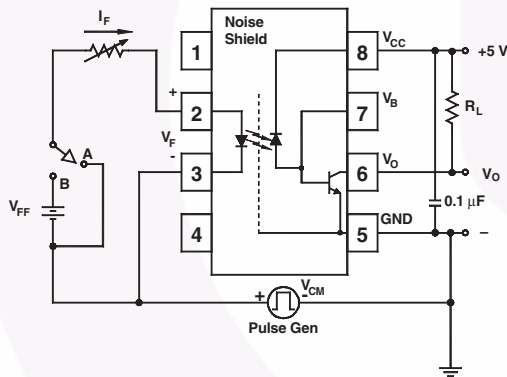 I_F
Noise
Shield
1
8
V_CC
+5 V
+
2
7
V_B
R_L
V_F
-
3
6
V_O
V_O
A
B
V_FF
4
5
GND
0.1 µF
–
+
V_CM
-
Pulse Gen